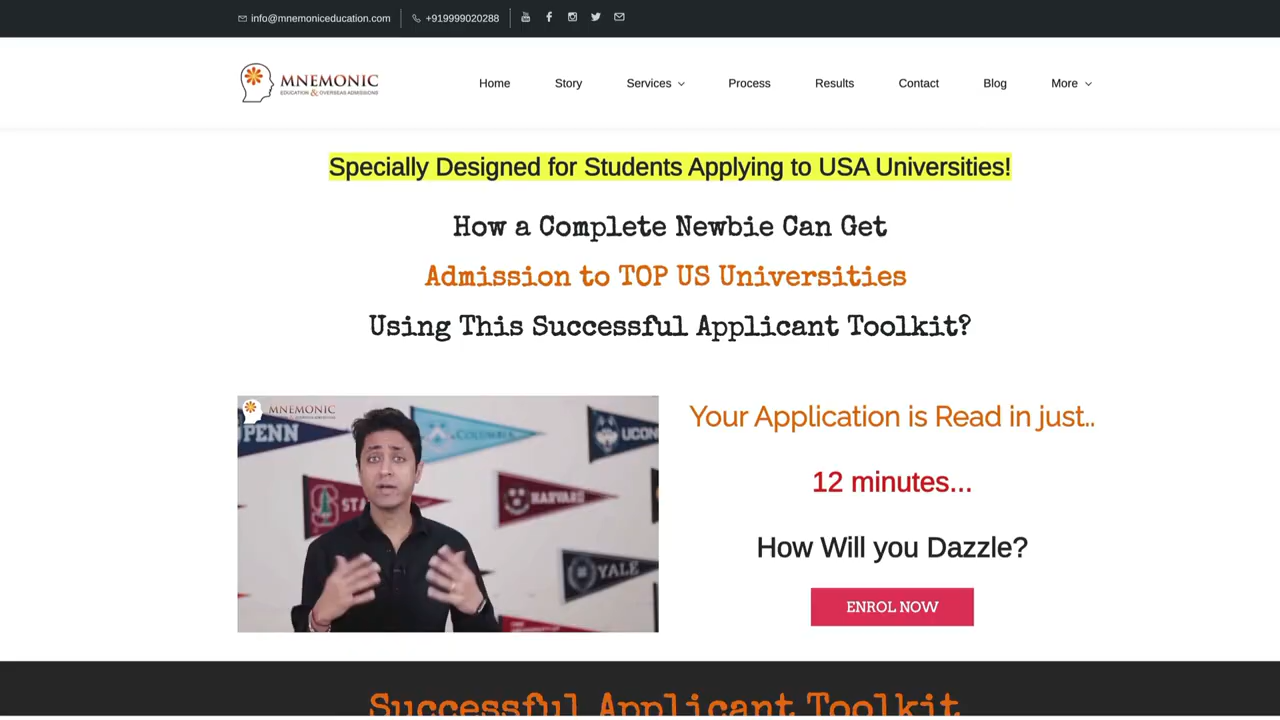 info@mnemoniceducation.com
+919999020288
MNEMONIC
EDUCATION & OVERSEAS ADMISSIONS
Home
Story
Services
Process
Results
Contact
Blog
More
Specially Designed for Students Applying to USA Universities!
How a Complete Newbie Can Get
Admission to TOP US Universities
Using This Successful Applicant Toolkit?
MNEMONIC
PENN
COLUMBIA
UCON
STA
HARVARD
YALE
Your Application is Read in just..
12 minutes...
How Will you Dazzle?
ENROL NOW
Successful Applicant Toolkit